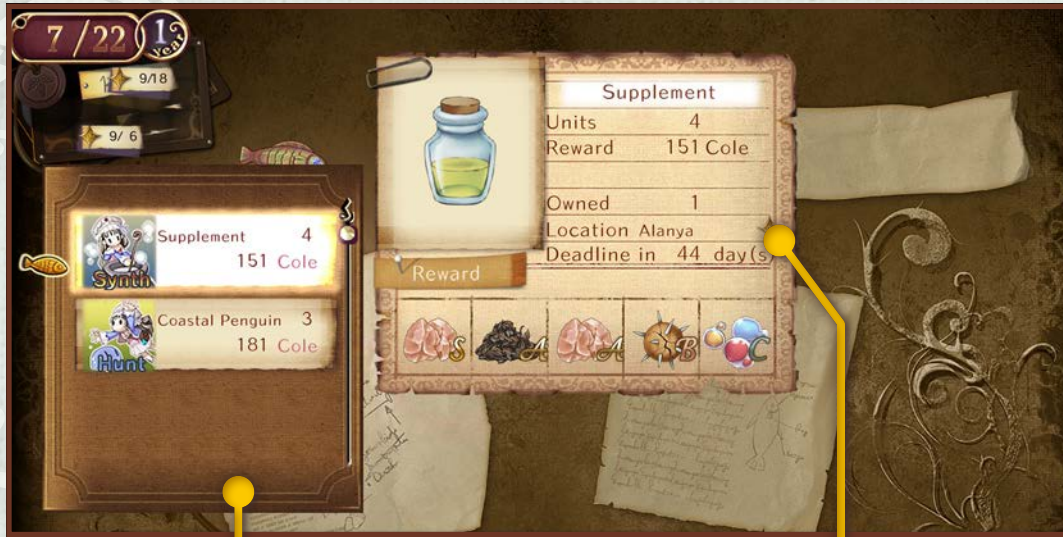 7 / 22 1 year
9/18
9/ 6
Supplement 4
151 Cole
Synth
Coastal Penguin 3
181 Cole
Hunt
Supplement
Units 4
Reward 151 Cole
Owned 1
Location Alanya
Deadline in 44 day(s)
Reward
S A A B C